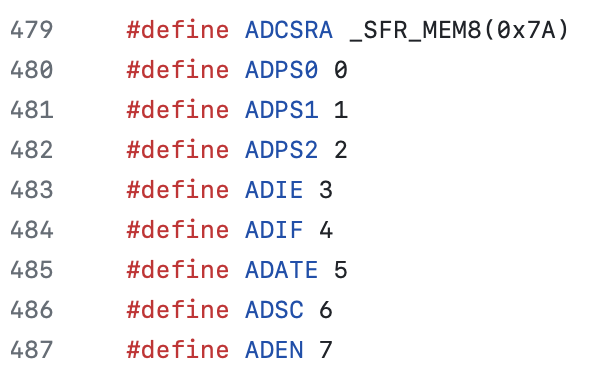 479 #define ADCSRA _SFR_MEM8(0x7A)
480 #define ADPS0 0
481 #define ADPS1 1
482 #define ADPS2 2
483 #define ADIE 3
484 #define ADIF 4
485 #define ADATE 5
486 #define ADSC 6
487 #define ADEN 7